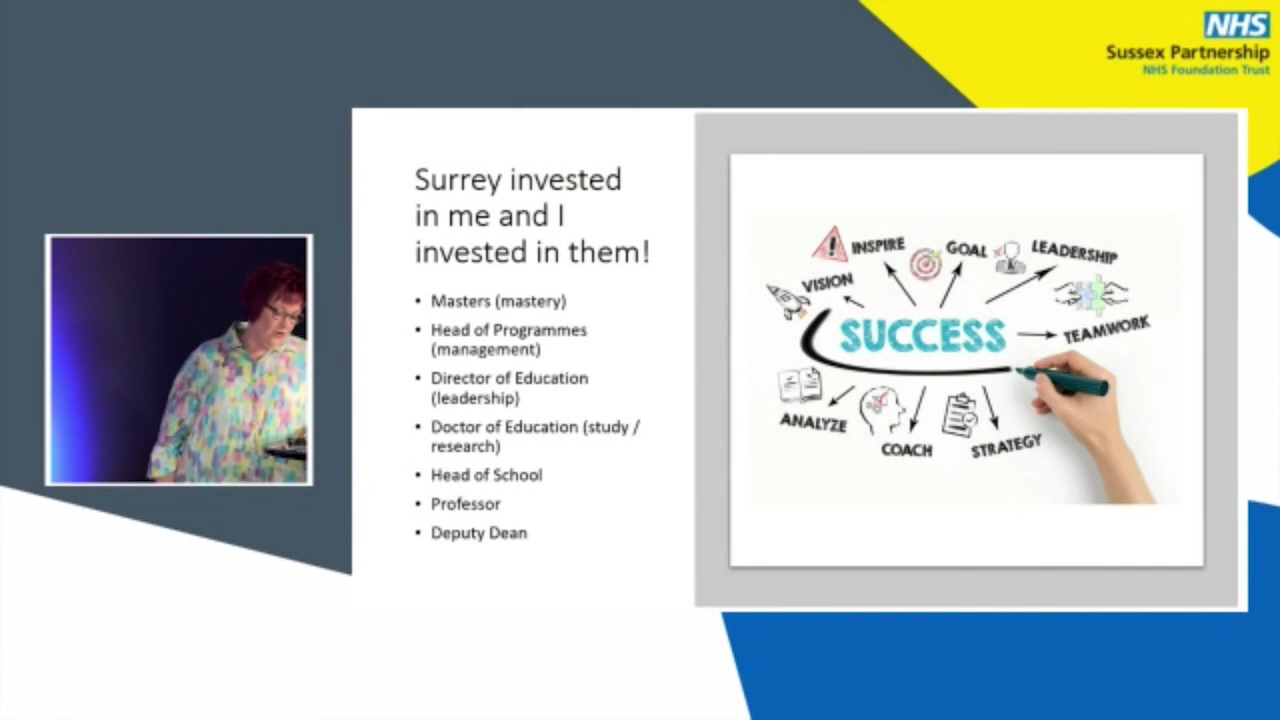 NHS
Sussex Partnership
NHS Foundation Trust
Surrey invested
in me and I
invested in them!
• Masters (mastery)
• Head of Programmes
(management)
• Director of Education
(leadership)
• Doctor of Education (study /
research)
• Head of School
• Professor
• Deputy Dean
INSPIRE
GOAL
LEADERSHIP
VISION
SUCCESS
TEAMWORK
ANALYZE
COACH
STRATEGY